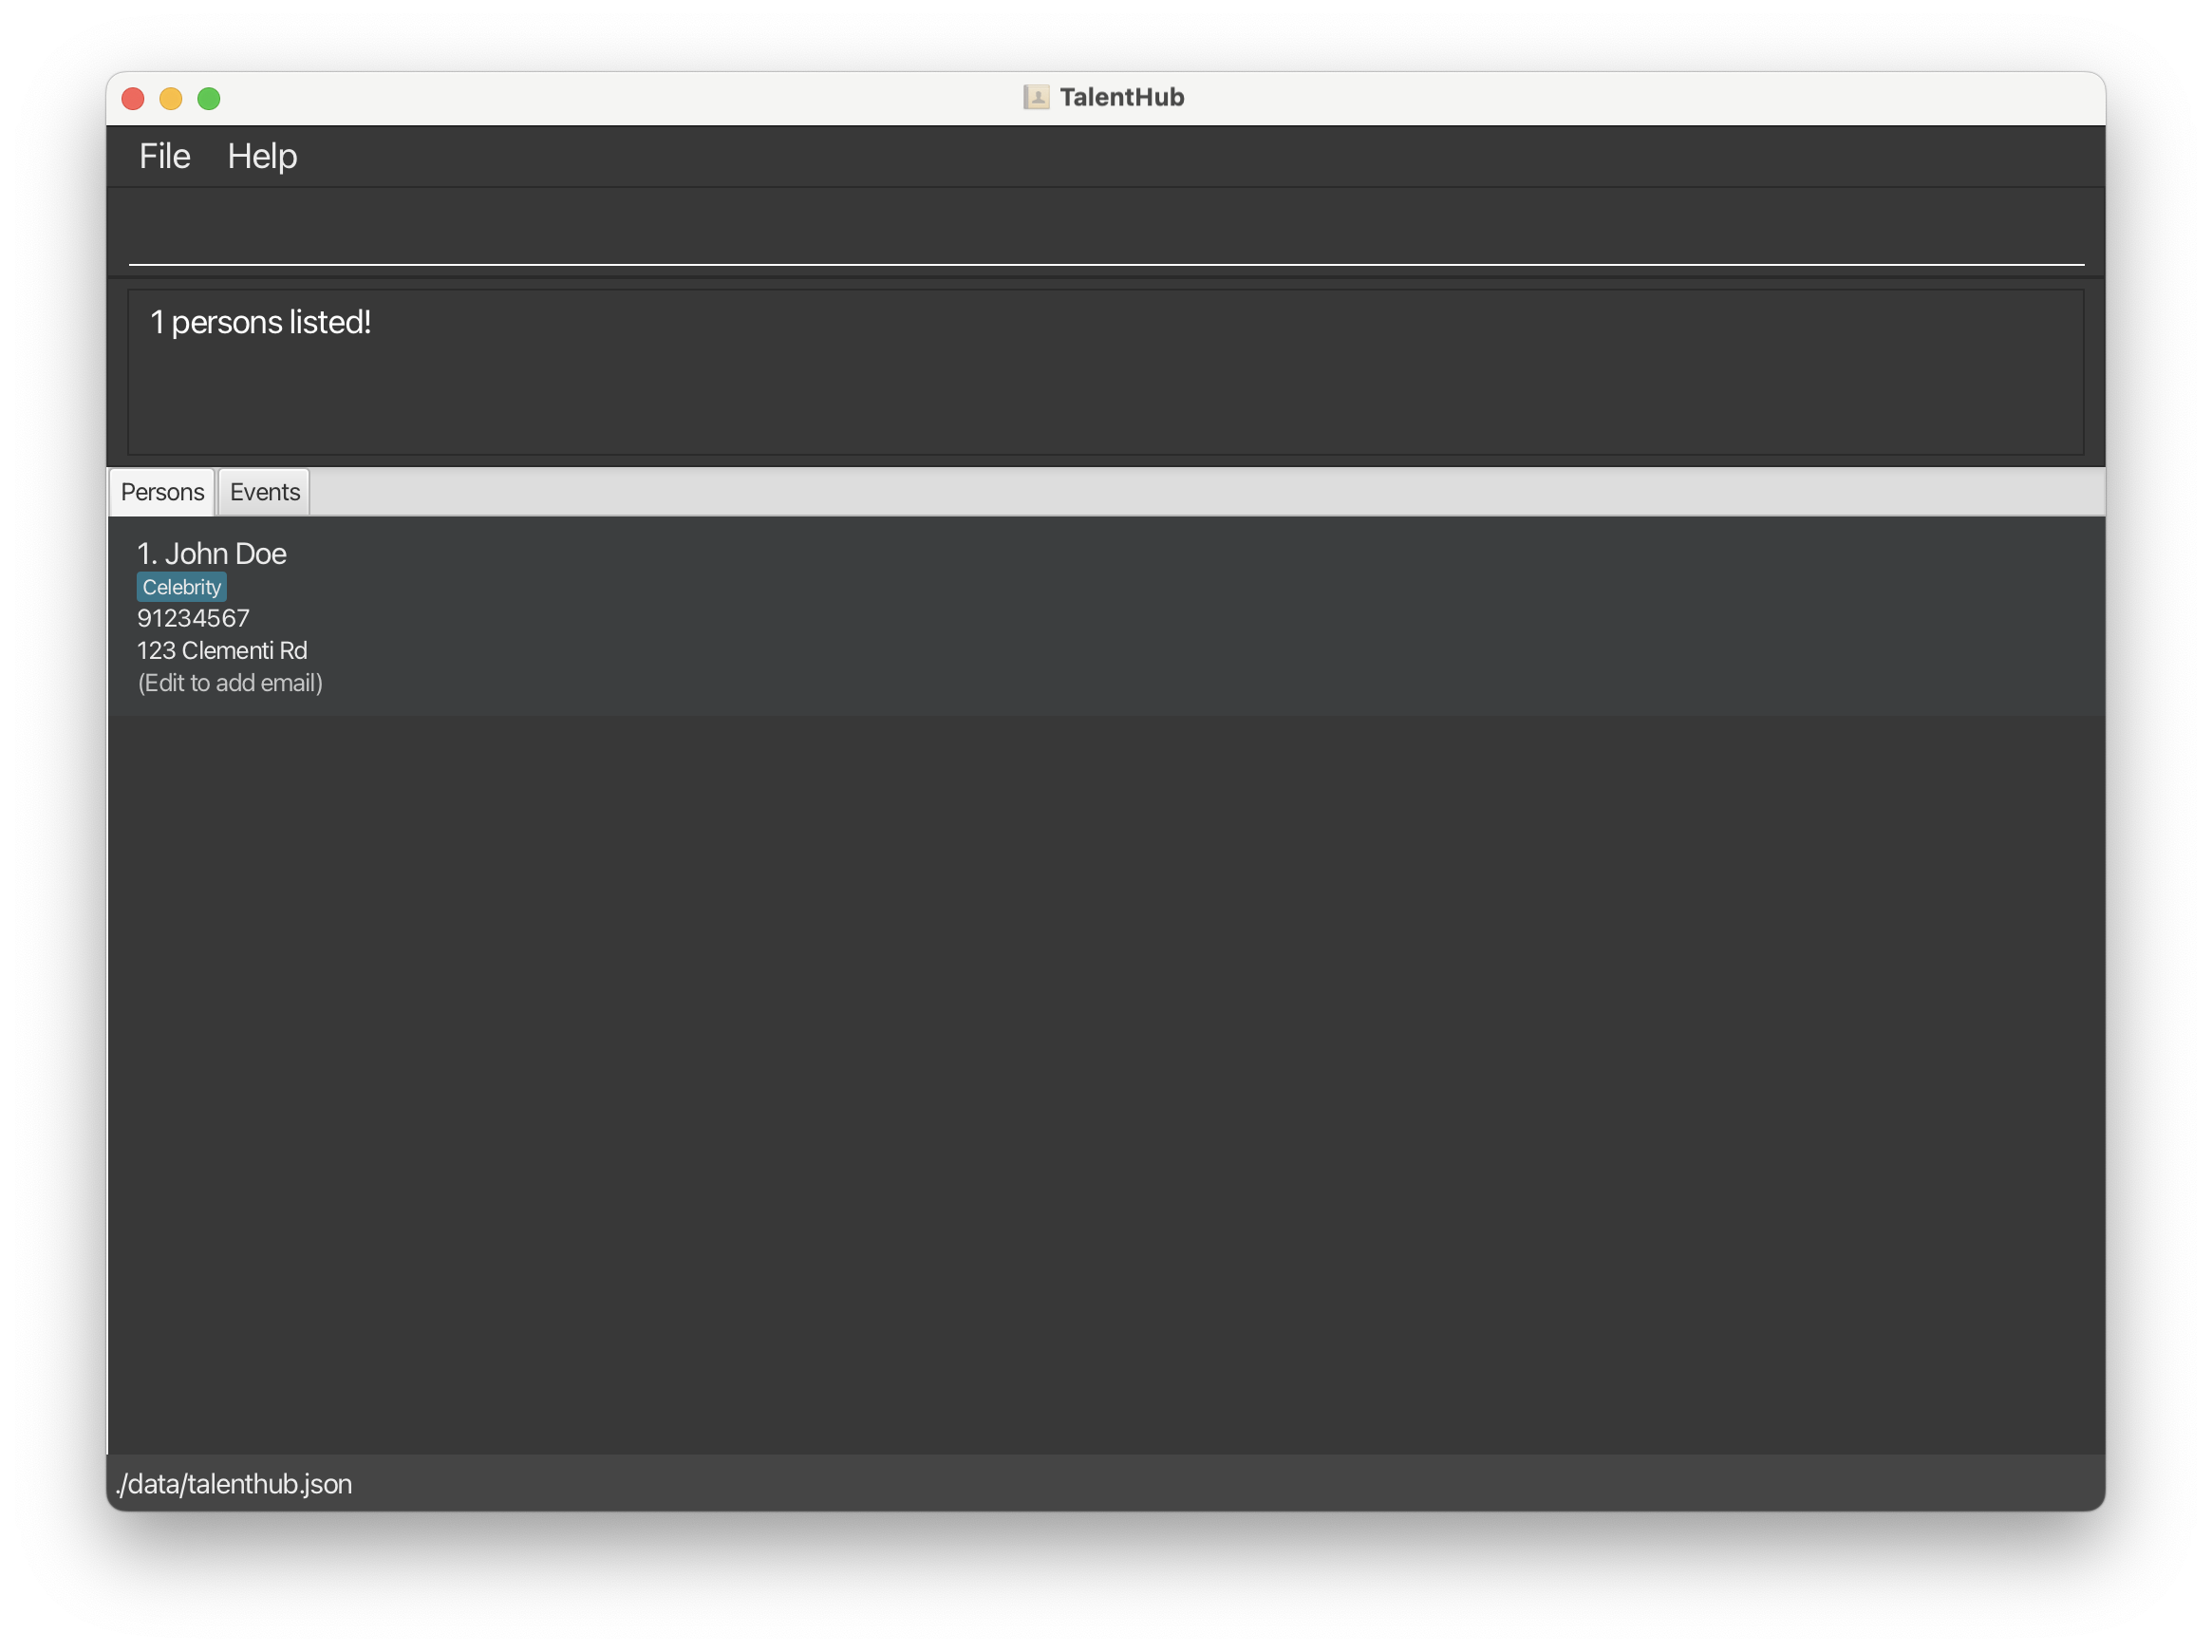 TalentHub
File Help
1 persons listed!
Persons Events
1. John Doe
Celebrity
91234567
123 Clementi Rd
(Edit to add email)
./data/talenthub.json